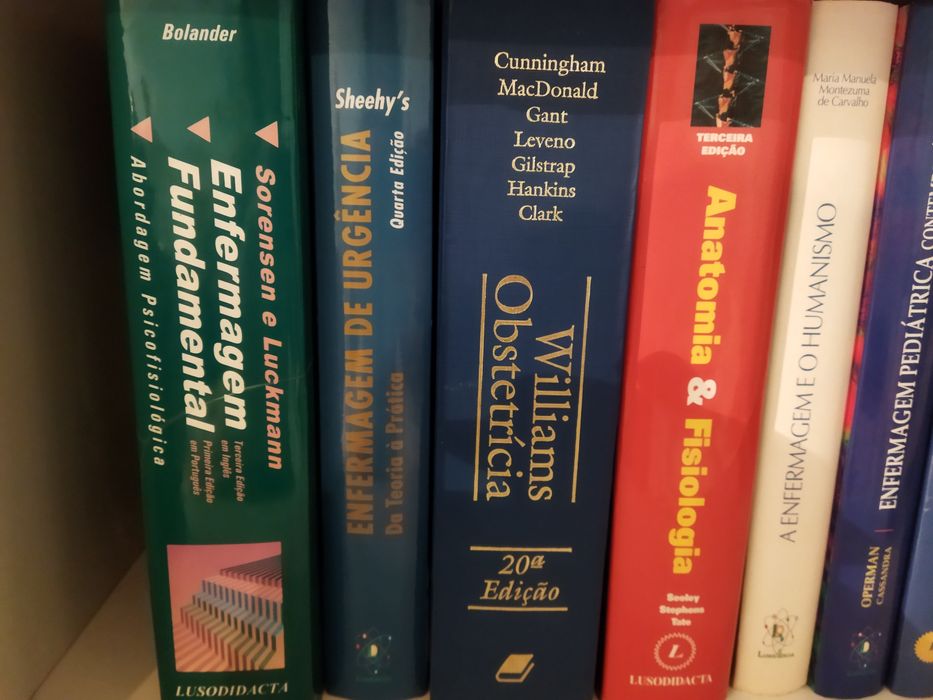 Bolander
Sorensen e Luckmann
Enfermagem
Fundamental
Abordagem Psicofisiológica
Terceira Edição
em Inglês
Primeira Edição
em Português
LUSODIDACTA
Sheehy's
ENFERMAGEM DE URGÊNCIA
Da Teoria à Prática
Quarta Edição
Cunningham
MacDonald
Gant
Leveno
Gilstrap
Hankins
Clark
Williams
Obstetrícia
20ª
Edição
TERCEIRA
EDIÇÃO
Anatomia & Fisiologia
Seeley
Stephens
Tate
L
LUSODIDACTA
Maria Manuela
Montezuma
de Carvalho
A ENFERMAGEM E O HUMANISMO
LUSOCIÊNCIA
ENFERMAGEM PEDIÁTRICA
OPERMAN
CASSANDRA